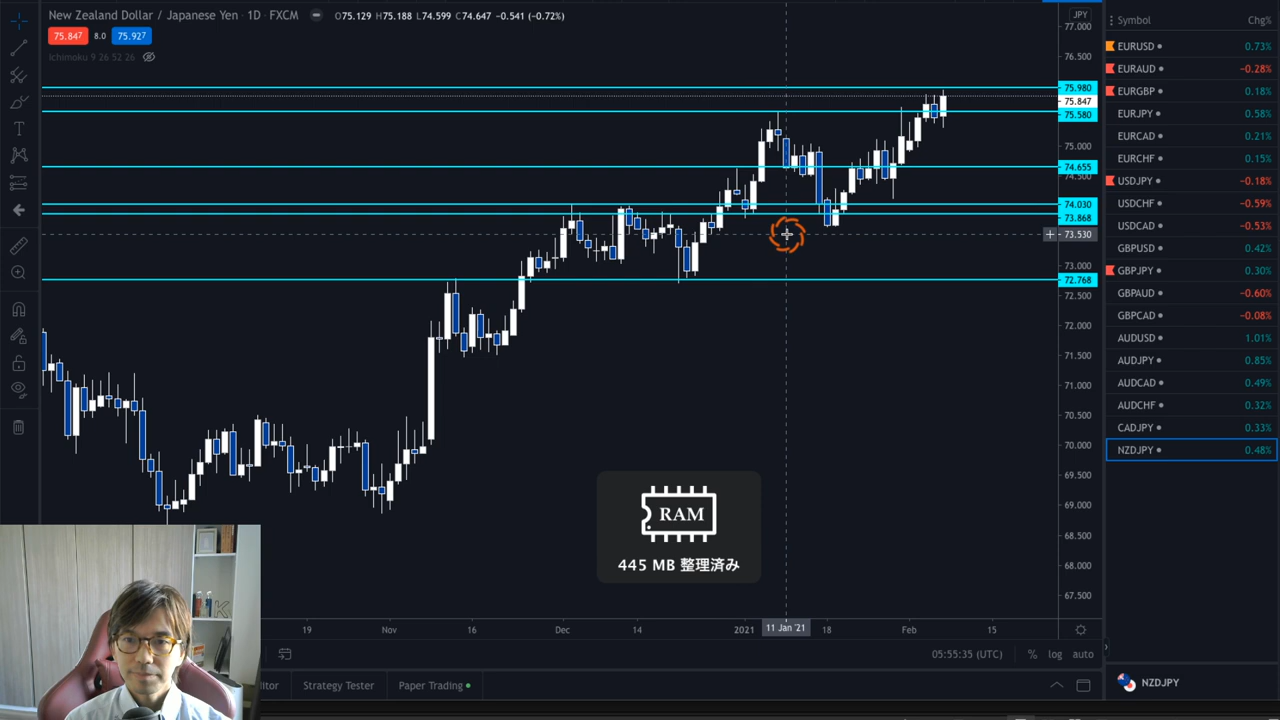 New Zealand Dollar / Japanese Yen · 1D · FXCM O75.129 H75.188 L74.599 C74.647 -0.541 (-0.72%)
75.847 8.0 75.927
Ichimoku 9 26 52 26
JPY
77.000
76.500
75.980
75.847
75.580
75.000
74.655
74.500
74.030
73.868
73.530
73.000
72.768
72.500
72.000
71.500
71.000
70.500
70.000
69.500
69.000
68.500
68.000
67.500
RAM
445 MB 整理済み
19 Nov 16 Dec 14 2021 11 Jan '21 18 Feb 15
05:55:35 (UTC) % log auto
itor Strategy Tester Paper Trading
Symbol Chg%
EURUSD 0.73%
EURAUD −0.28%
EURGBP 0.18%
EURJPY 0.58%
EURCAD 0.21%
EURCHF 0.15%
USDJPY −0.18%
USDCHF −0.59%
USDCAD −0.53%
GBPUSD 0.42%
GBPJPY 0.30%
GBPAUD −0.60%
GBPCAD −0.08%
AUDUSD 1.01%
AUDJPY 0.85%
AUDCAD 0.49%
AUDCHF 0.32%
CADJPY 0.33%
NZDJPY 0.48%
NZDJPY